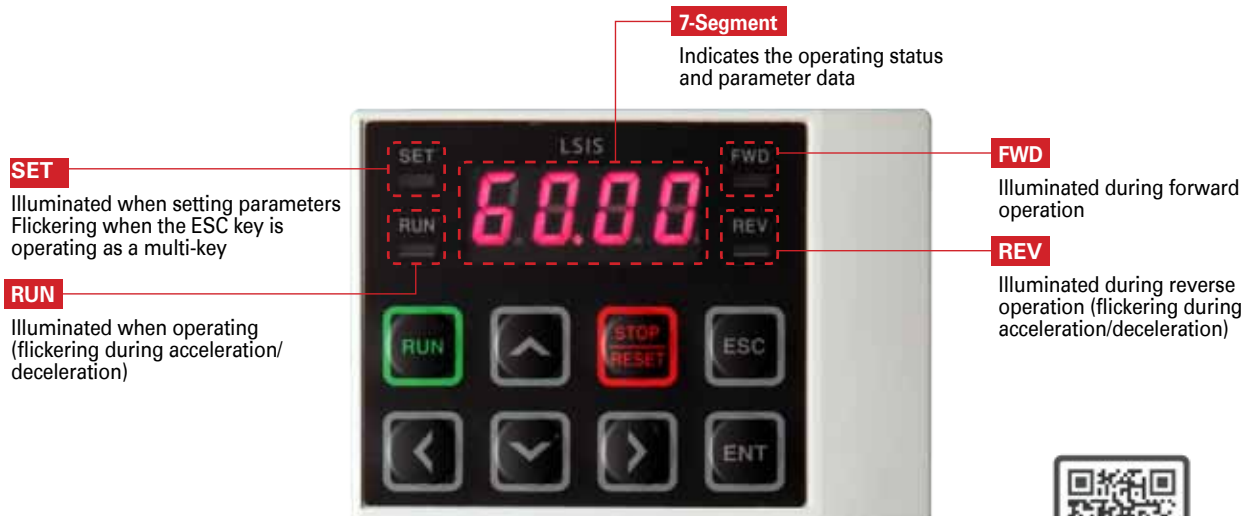 7-Segment
Indicates the operating status
and parameter data
SET
Illuminated when setting parameters
Flickering when the ESC key is
operating as a multi-key
RUN
Illuminated when operating
(flickering during acceleration/
deceleration)
LSIS
SET
FWD
60.00
RUN
REV
RUN
STOP
RESET
ESC
ENT
FWD
Illuminated during forward
operation
REV
Illuminated during reverse
operation (flickering during
acceleration/deceleration)